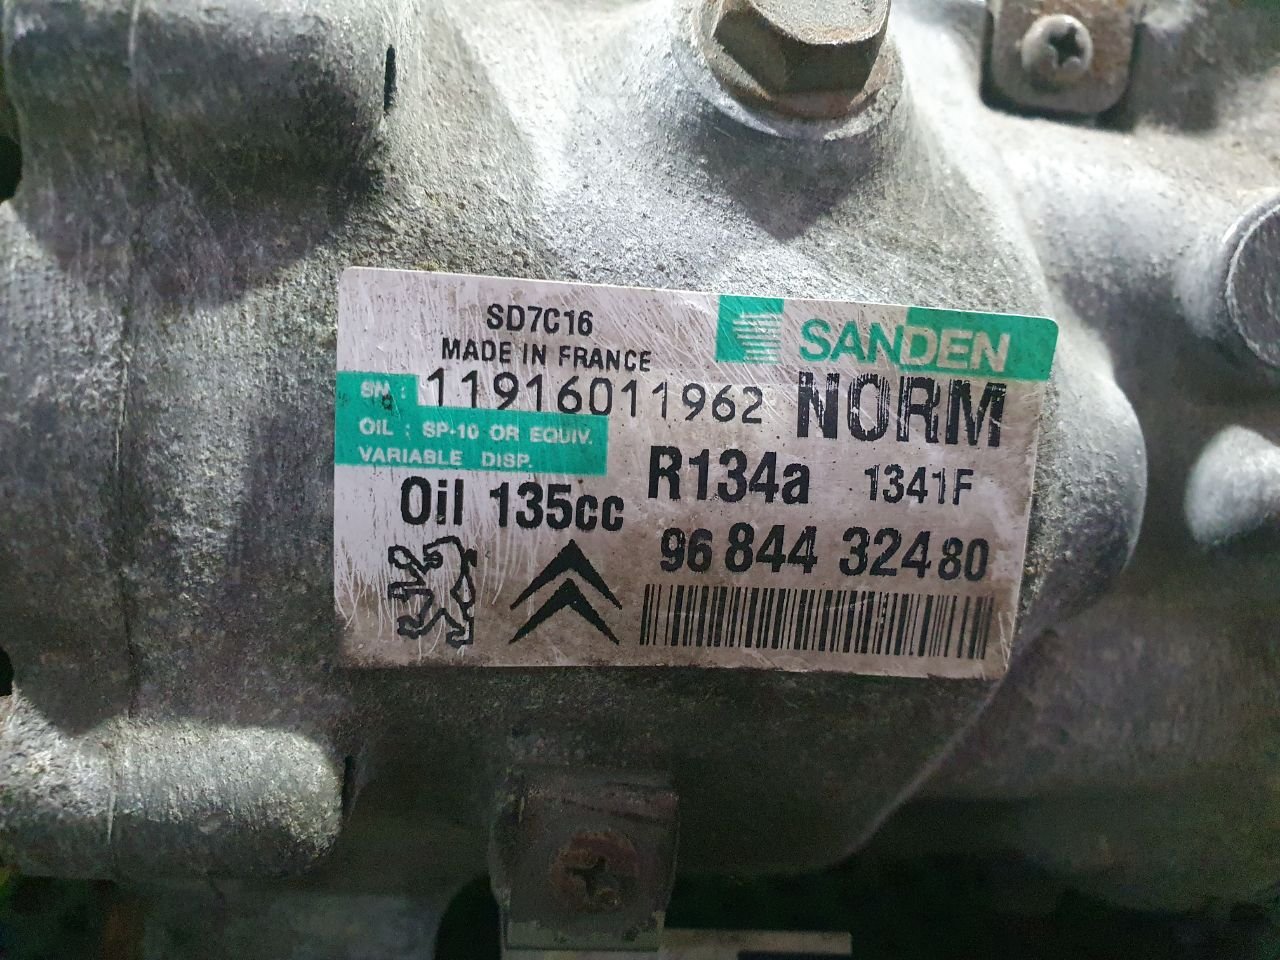 SD7C16
MADE IN FRANCE
SANDEN
SN : 11916011962 NORM
OIL : SP-10 OR EQUIV.
VARIABLE DISP.
Oil 135cc R134a 1341F
96 844 324 80